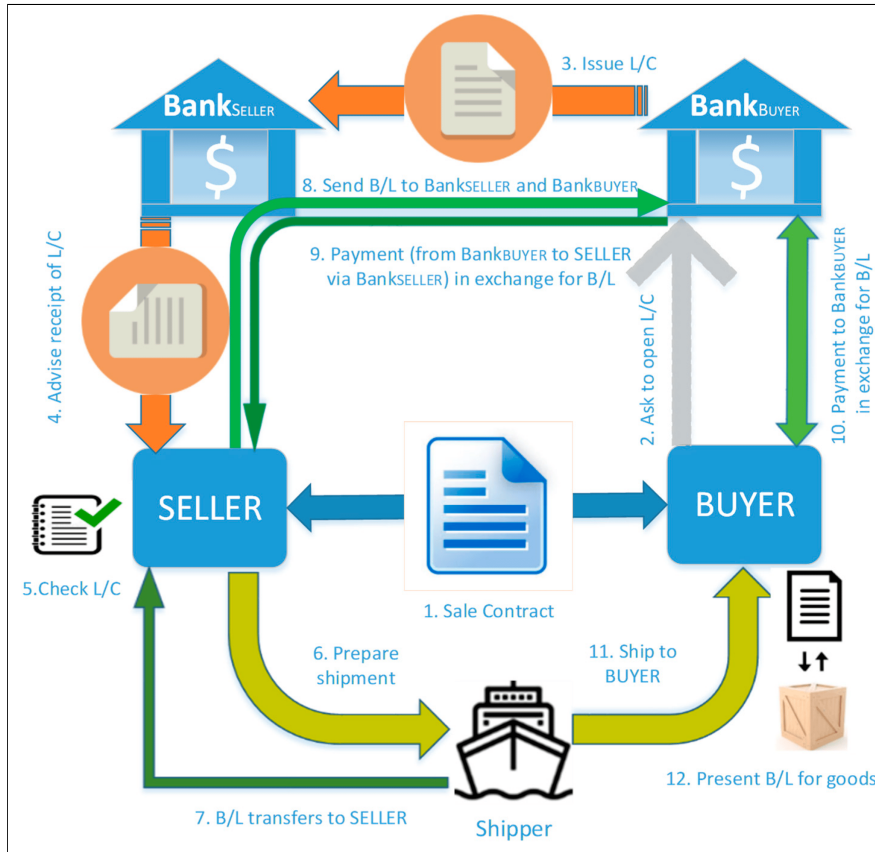 3. Issue L/C
BankSELLER
BankBUYER
$
$
8. Send B/L to BankSELLER and BankBUYER
9. Payment (from BankBUYER to SELLER
via BankSELLER) in exchange for B/L
4. Advise receipt of L/C
2. Ask to open L/C
10. Payment to BankBUYER
in exchange for B/L
SELLER
BUYER
5.Check L/C
1. Sale Contract
6. Prepare
shipment
11. Ship to
BUYER
12. Present B/L for goods
7. B/L transfers to SELLER
Shipper